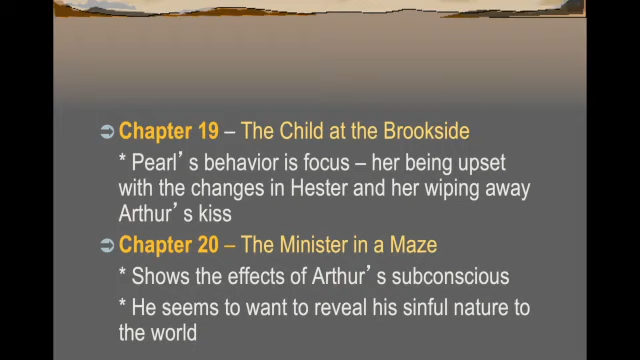 Chapter 19 – The Child at the Brookside
* Pearl's behavior is focus – her being upset
with the changes in Hester and her wiping away
Arthur's kiss
Chapter 20 – The Minister in a Maze
* Shows the effects of Arthur's subconscious
* He seems to want to reveal his sinful nature to
the world